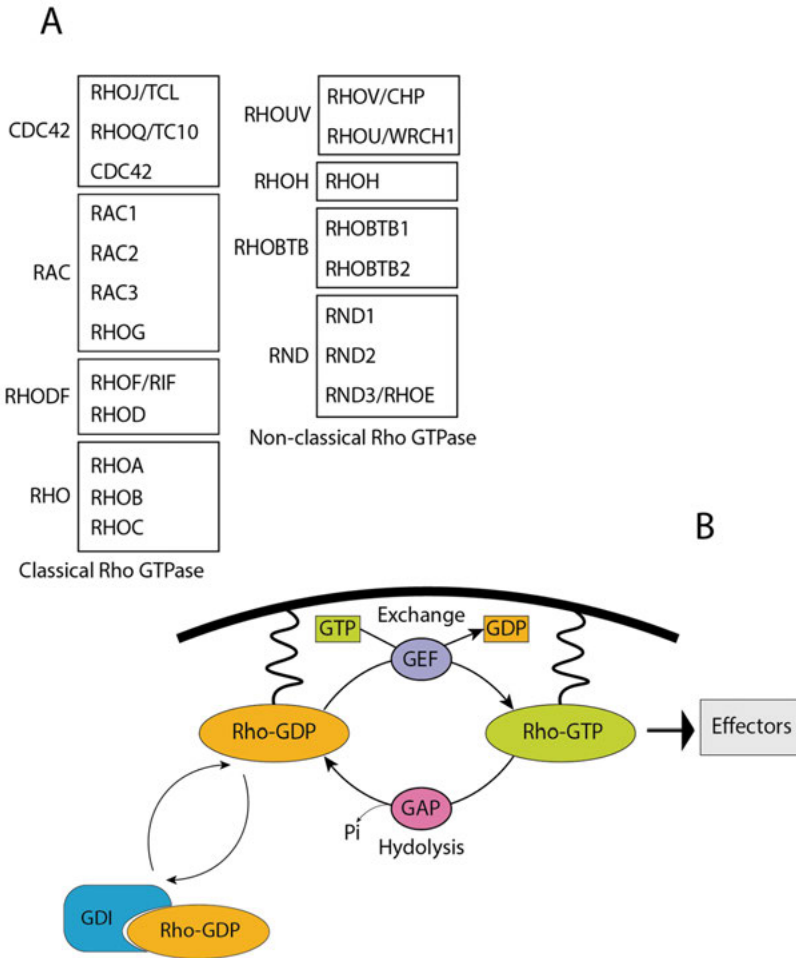 A
CDC42
RHOJ/TCL
RHOQ/TC10
CDC42
RAC
RAC1
RAC2
RAC3
RHOG
RHODF
RHOF/RIF
RHOD
RHO
RHOA
RHOB
RHOC
Classical Rho GTPase
RHOUV
RHOV/CHP
RHOU/WRCH1
RHOH
RHOH
RHOBTB
RHOBTB1
RHOBTB2
RND
RND1
RND2
RND3/RHOE
Non-classical Rho GTPase
B
Exchange
GTP
GDP
GEF
Rho-GDP
Rho-GTP
Effectors
GAP
Pi
Hydolysis
GDI
Rho-GDP